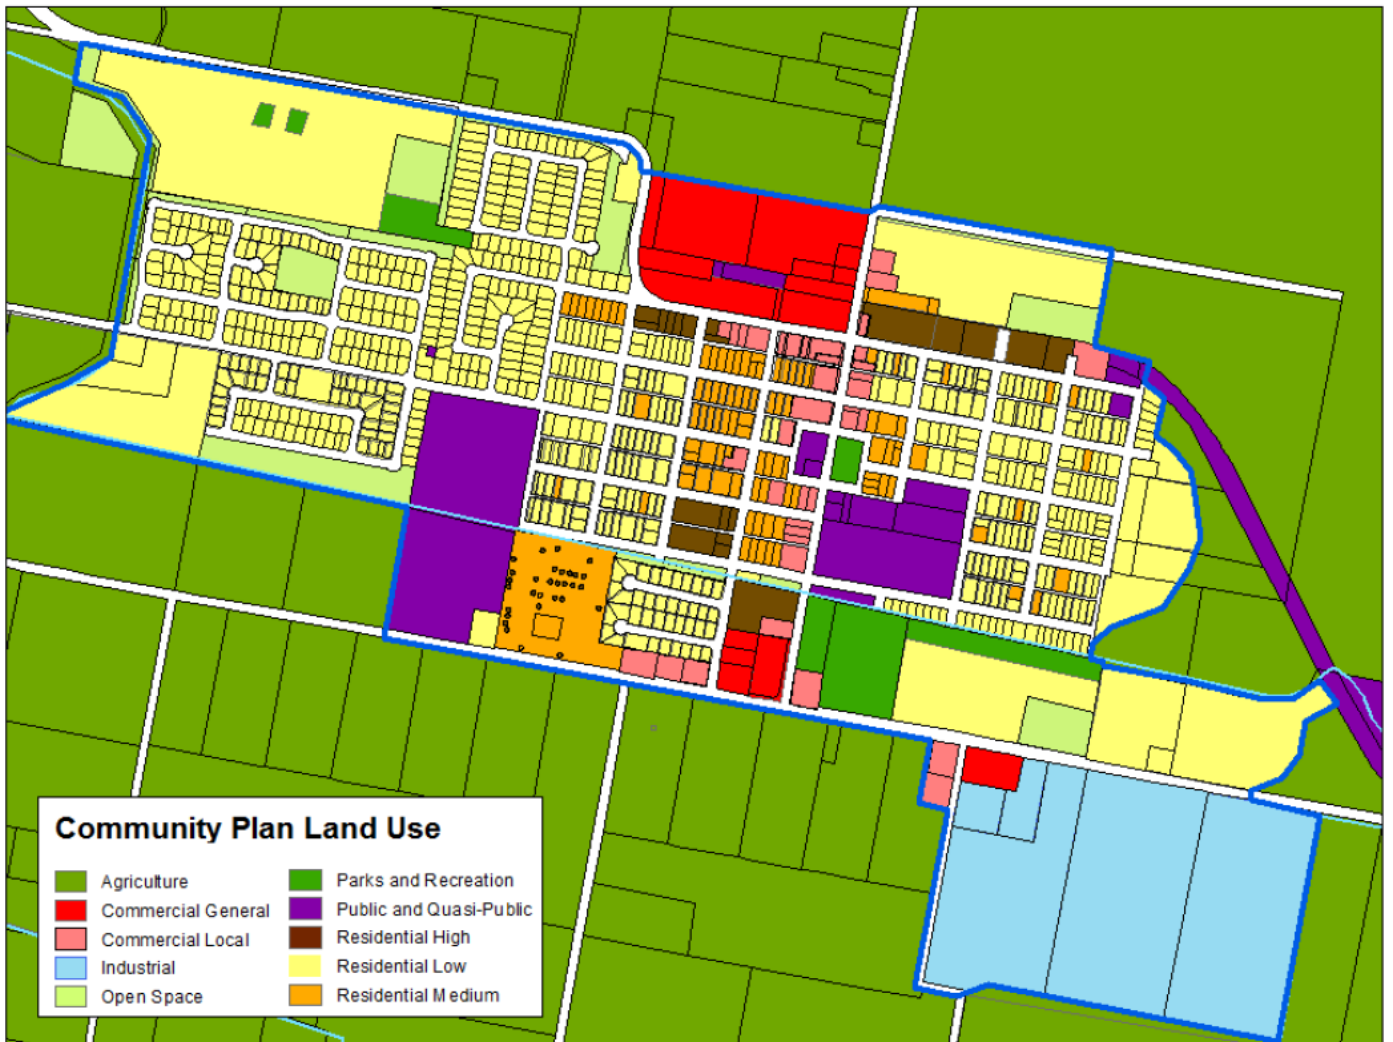 Community Plan Land Use
Agriculture
Commercial General
Commercial Local
Industrial
Open Space
Parks and Recreation
Public and Quasi-Public
Residential High
Residential Low
Residential Medium